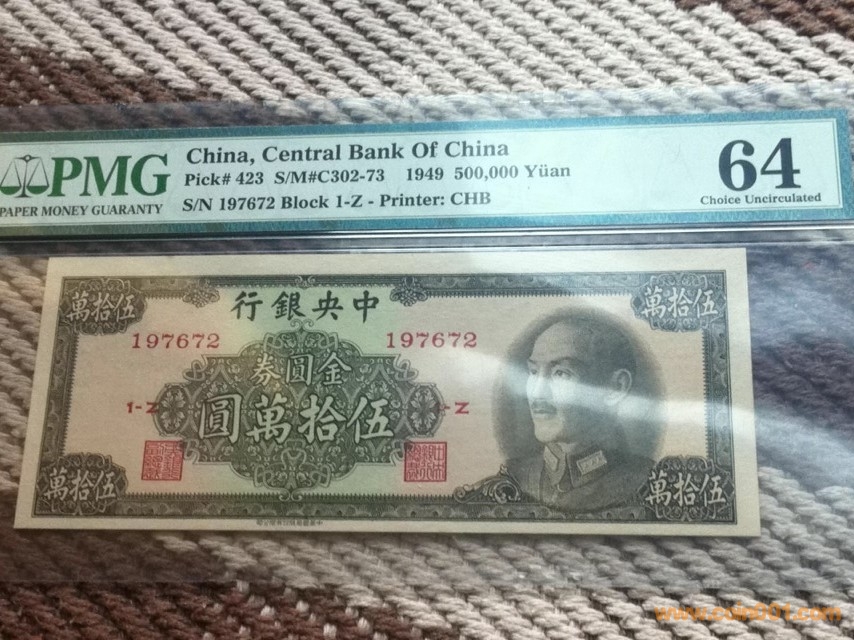 PMG
PAPER MONEY GUARANTY
China, Central Bank Of China
Pick# 423 S/M#C302-73 1949 500,000 Yüan
S/N 197672 Block 1-Z - Printer: CHB
64
Choice Uncirculated
伍拾萬
中央銀行
伍拾萬
197672
197672
金圓券
1-Z
伍拾萬圓
-Z
伍拾萬
伍拾萬
www.coin001.com